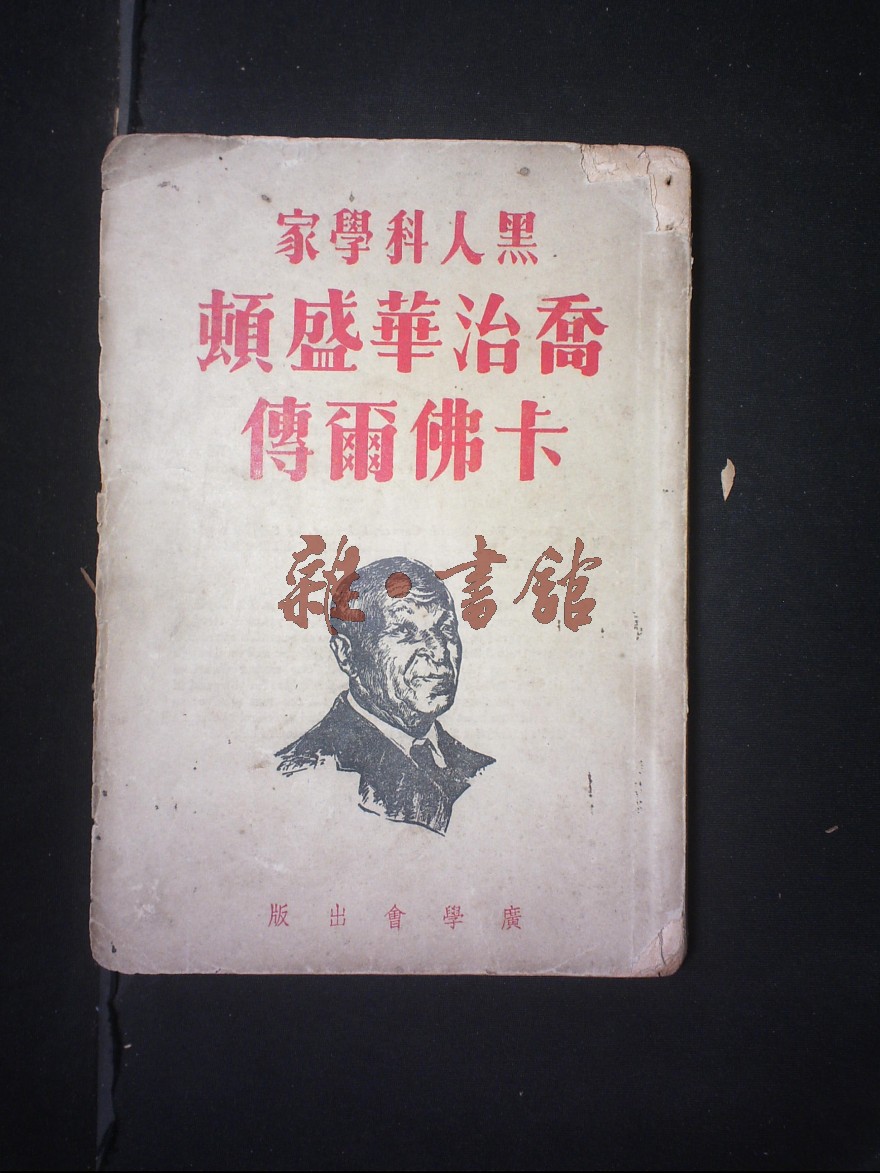 黑人科學家
喬治華盛頓
卡佛爾傳
雜·書館
廣學會出版